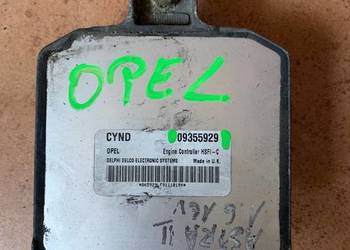 OPEL
CYND 09355929
OPEL Engine Controller HSFI-C
DELPHI DELCO ELECTRONIC SYSTEMS Made in U.K.
ASTRA II
1.6 16V